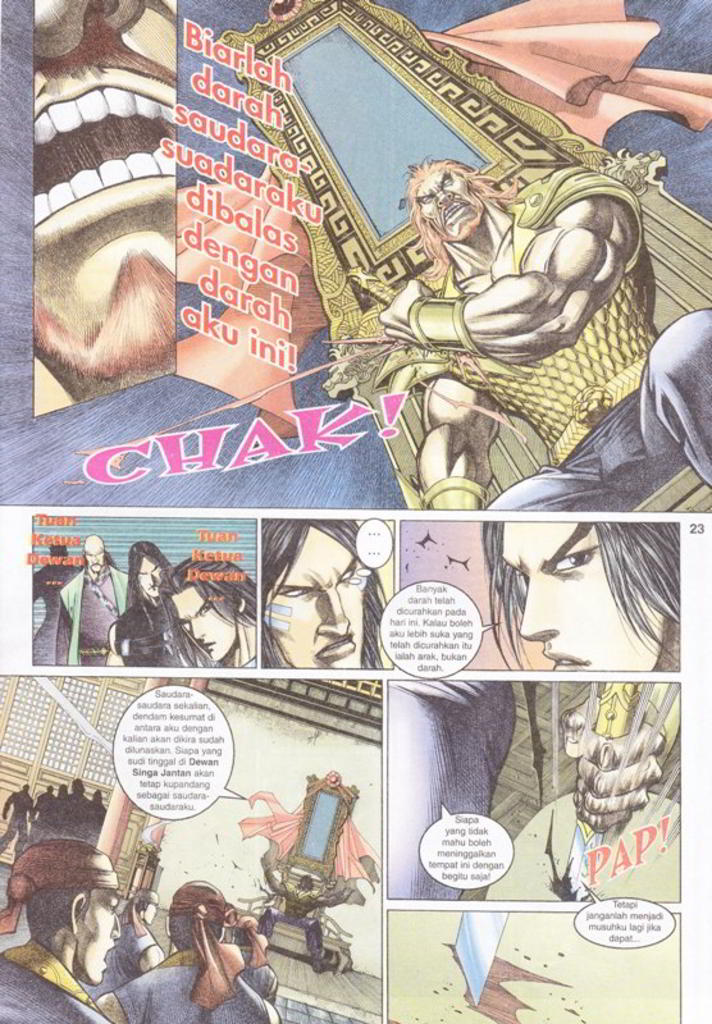 Biarlah
darah
saudara-
suadaraku
dibalas
dengan
darah
aku ini!
CHAK!
23
Tuan
Ketua
Dewan
...
Tuan
Ketua
Dewan
...
...
...
Banyak
darah telah
dicurahkan pada
hari ini. Kalau boleh
aku lebih suka yang
telah dicurahkan itu
ialah arak, bukan
darah.
Saudara-
saudara sekalian,
dendam kesumat di
antara aku dengan
kalian akan dikira sudah
dilunaskan. Siapa yang
sudi tinggal di Dewan
Singa Jantan akan
tetap kupandang
sebagai saudara-
saudaraku.
Siapa
yang tidak
mahu boleh
meninggalkan
tempat ini dengan
begitu saja!
PAP!
Tetapi
janganlah menjadi
musuhku lagi jika
dapat...